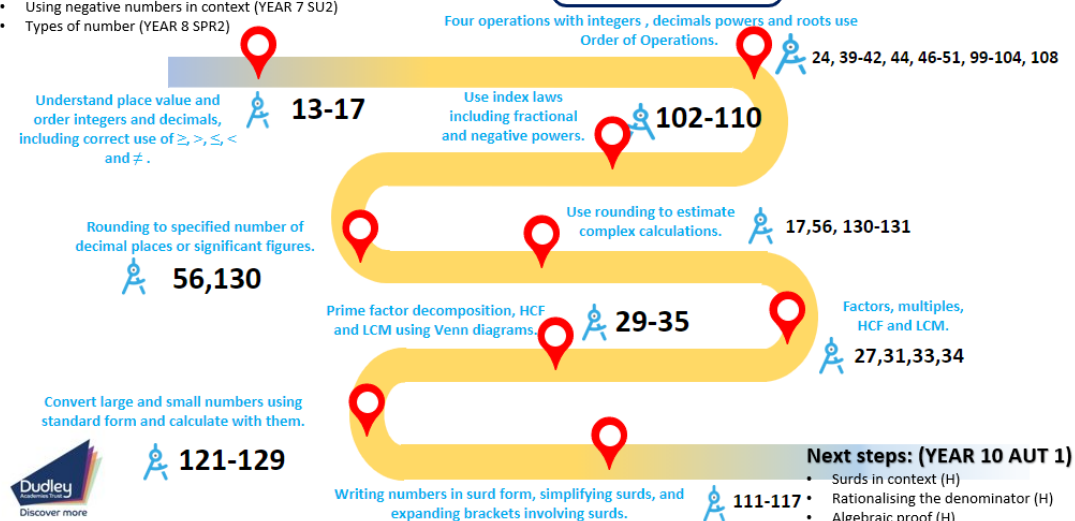 • Using negative numbers in context (YEAR 7 SU2)
• Types of number (YEAR 8 SPR2)
Four operations with integers , decimals powers and roots use
Order of Operations.
24, 39-42, 44, 46-51, 99-104, 108
Understand place value and
order integers and decimals,
including correct use of ≥, >, ≤, <
and ≠ .
13-17
Use index laws
including fractional
and negative powers.
102-110
Rounding to specified number of
decimal places or significant figures.
56,130
Use rounding to estimate
complex calculations.
17,56, 130-131
Prime factor decomposition, HCF
and LCM using Venn diagrams.
29-35
Factors, multiples,
HCF and LCM.
27,31,33,34
Convert large and small numbers using
standard form and calculate with them.
121-129
Writing numbers in surd form, simplifying surds, and
expanding brackets involving surds.
111-117
Next steps: (YEAR 10 AUT 1)
• Surds in context (H)
• Rationalising the denominator (H)
• Algebraic proof (H)
Dudley
Academies Trust
Discover more